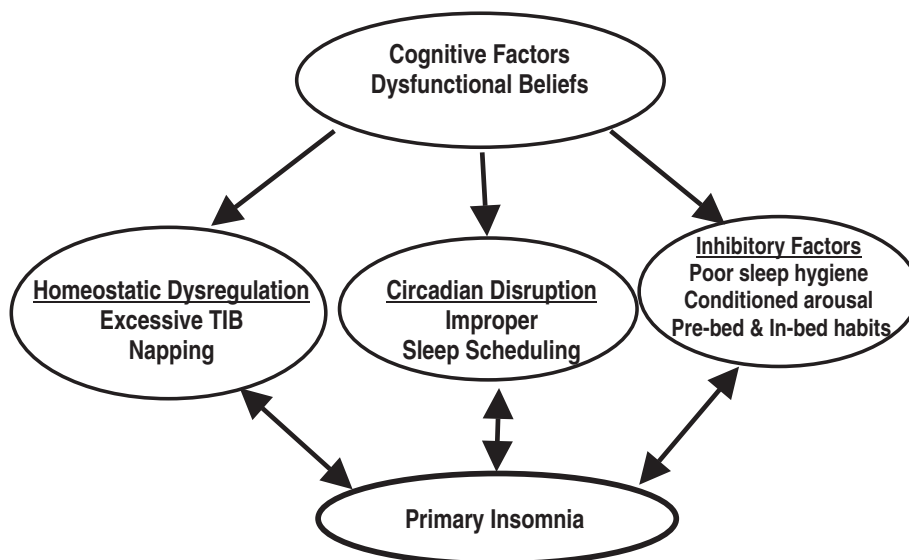 Cognitive Factors
Dysfunctional Beliefs
Homeostatic Dysregulation
Excessive TIB
Napping
Circadian Disruption
Improper
Sleep Scheduling
Inhibitory Factors
Poor sleep hygiene
Conditioned arousal
Pre-bed & In-bed habits
Primary Insomnia